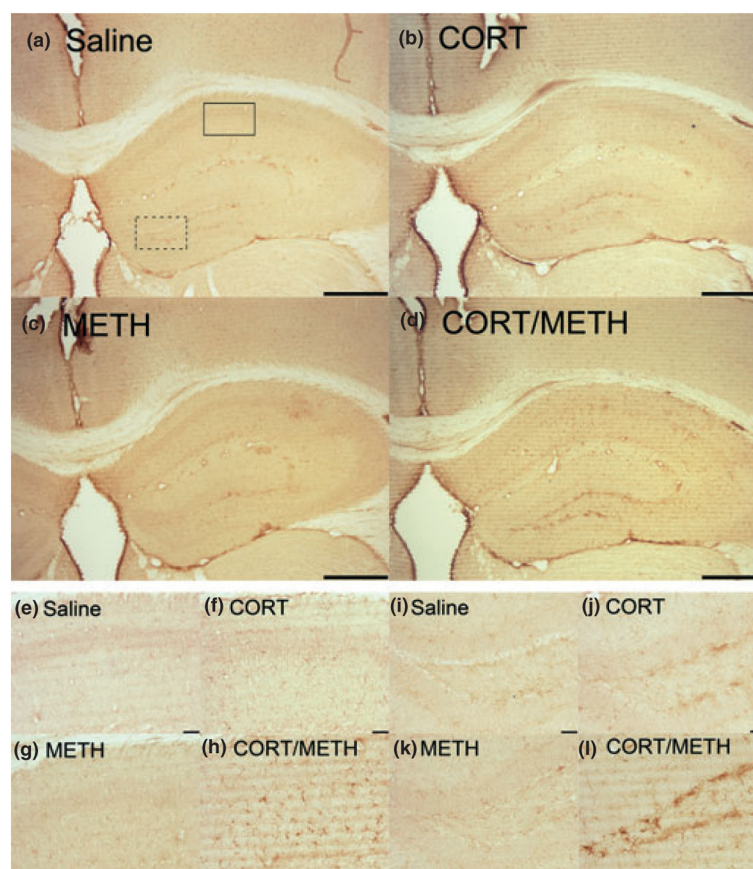 (a) Saline
(b) CORT
(c) METH
(d) CORT/METH
(e) Saline
(f) CORT
(i) Saline
(j) CORT
(g) METH
(h) CORT/METH
(k) METH
(l) CORT/METH